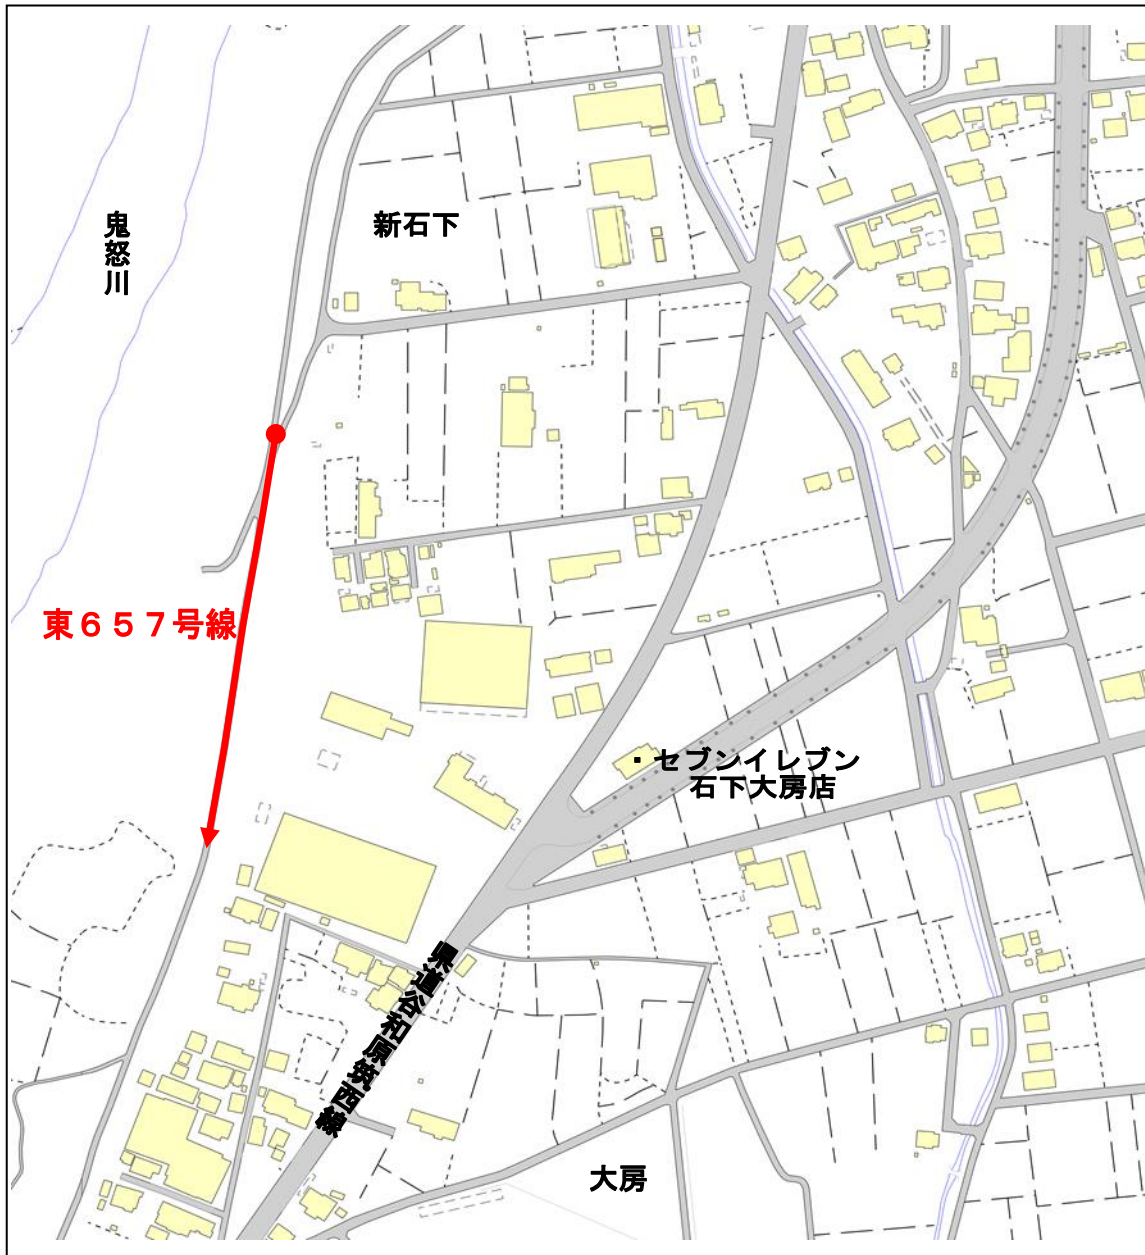 鬼怒川
新石下
東６５７号線
セブンイレブン
石下大房店
県道谷和原筑西線
大房